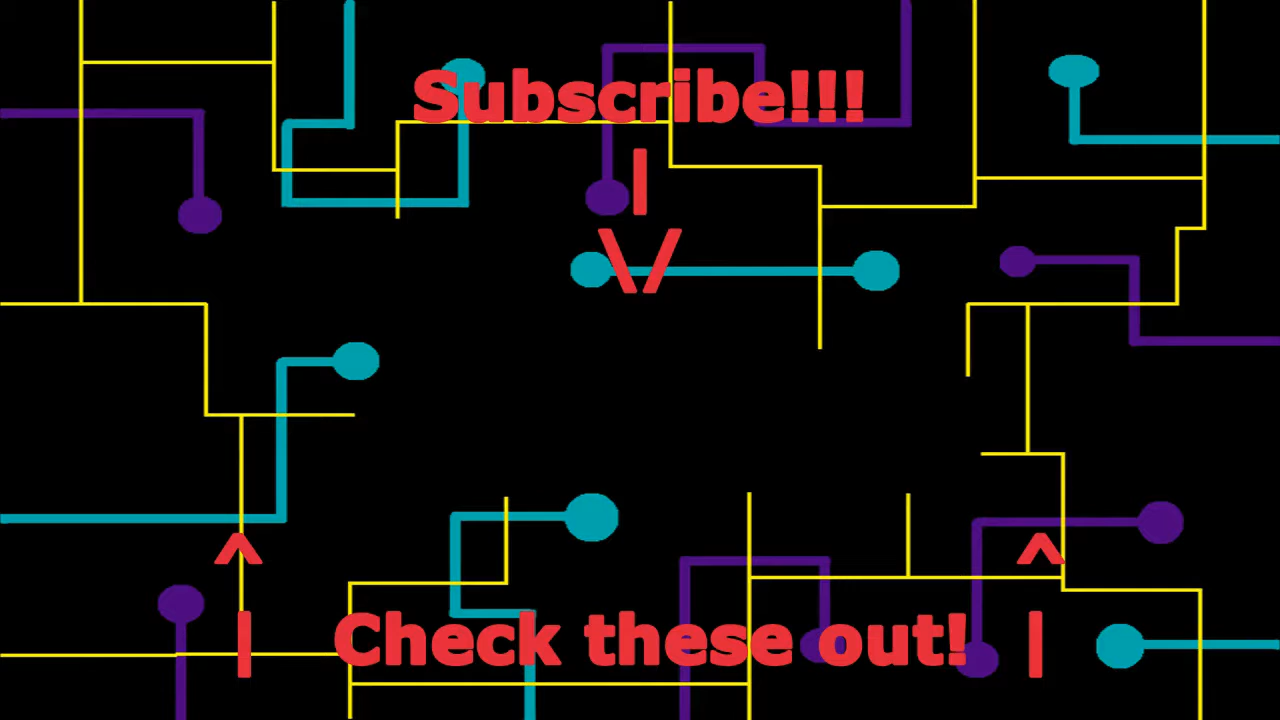 Subscribe!!!
|
\/
^ ^
| Check these out! |